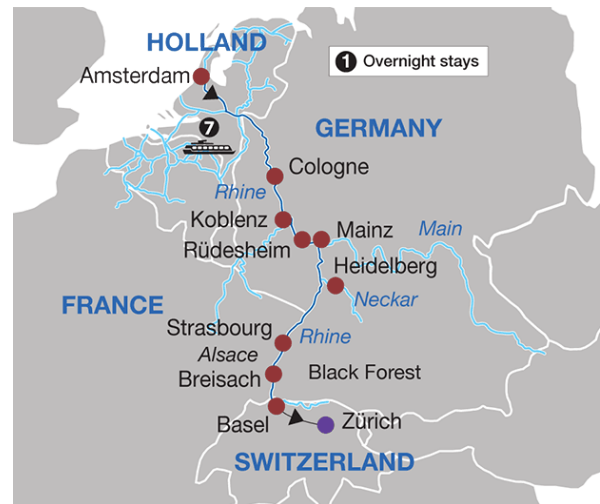 HOLLAND
1 Overnight stays
Amsterdam
7
GERMANY
Cologne
Rhine
Koblenz
Mainz
Main
Rüdesheim
Heidelberg
FRANCE
Neckar
Strasbourg
Rhine
Alsace
Breisach
Black Forest
Basel
Zürich
SWITZERLAND